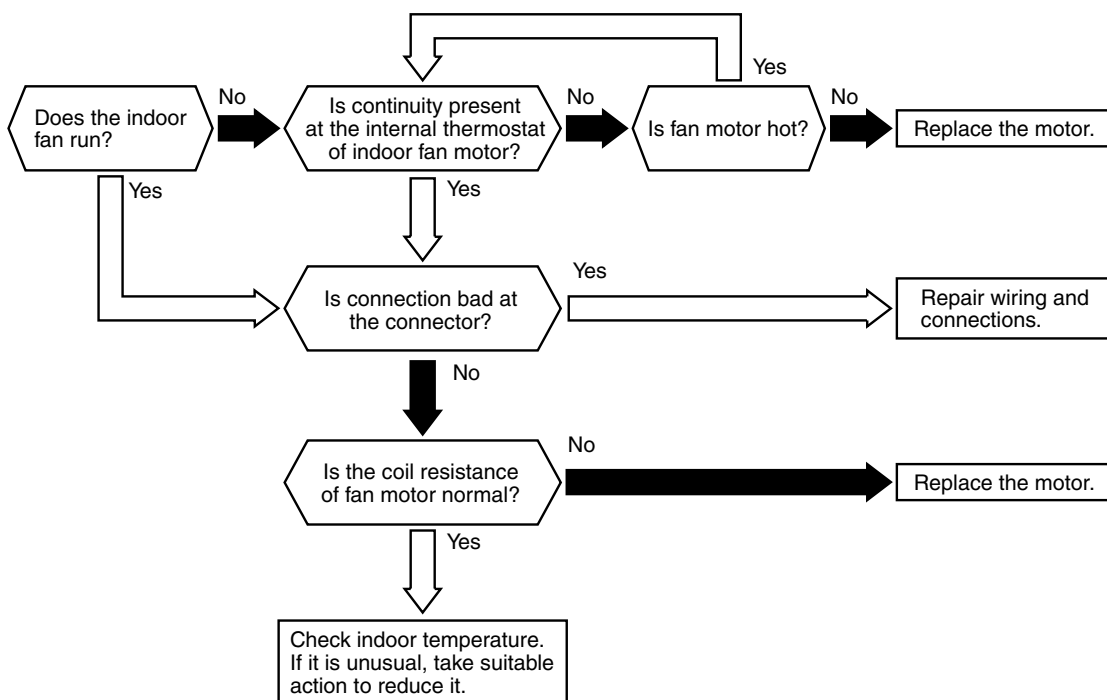 Yes
Does the indoor
fan run?
No
Is continuity present
at the internal thermostat
of indoor fan motor?
No
Is fan motor hot?
No
Replace the motor.
Yes
Yes
Is connection bad at
the connector?
Yes
Repair wiring and
connections.
No
Is the coil resistance
of fan motor normal?
No
Replace the motor.
Yes
Check indoor temperature.
If it is unusual, take suitable
action to reduce it.